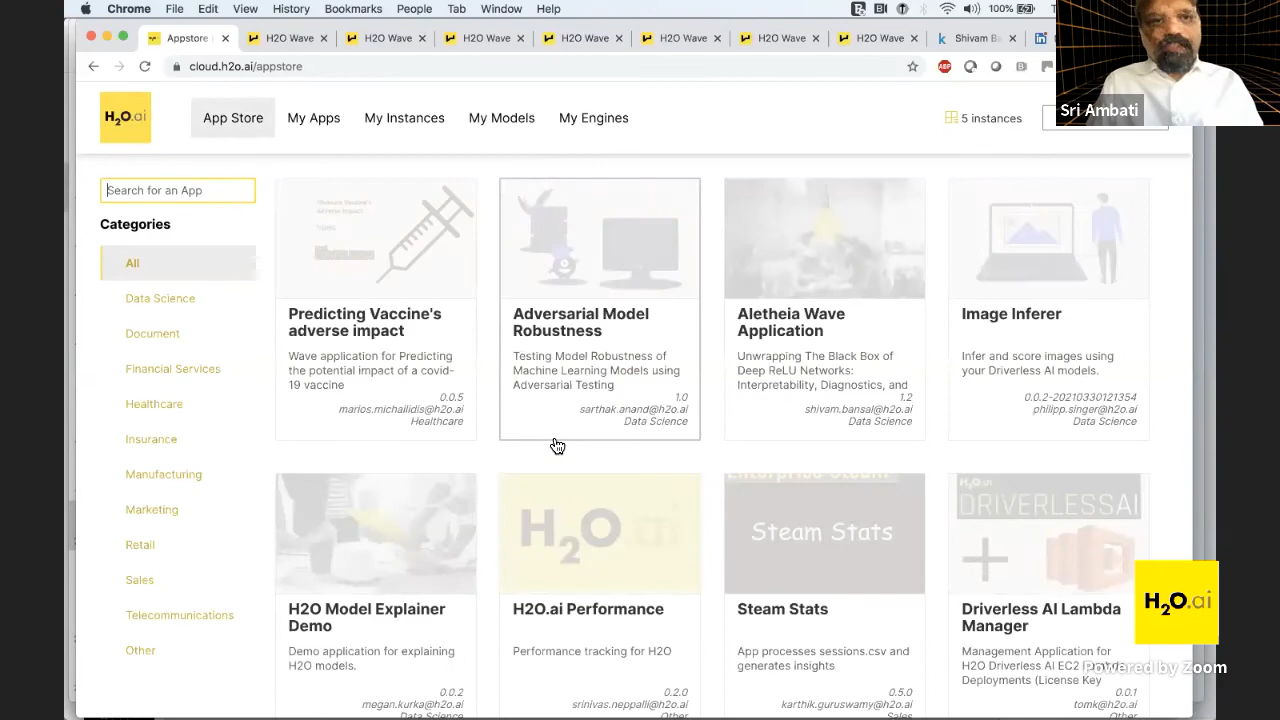 Chrome File Edit View History Bookmarks People Tab Window Help 100%
Appstore H2O Wave H2O Wave H2O Wave H2O Wave H2O Wave H2O Wave H2O Wave Shivam B
cloud.h2o.ai/appstore
ABP
Sri Ambati
H2O.ai App Store My Apps My Instances My Models My Engines 5 instances
Search for an App
Categories
All
Data Science
Document
Financial Services
Healthcare
Insurance
Manufacturing
Marketing
Retail
Sales
Telecommunications
Other
Predicting Vaccine's
adverse impact
Wave application for Predicting
the potential impact of a covid-
19 vaccine
0.0.5
marios.michailidis@h2o.ai
Healthcare
Adversarial Model
Robustness
Testing Model Robustness of
Machine Learning Models using
Adversarial Testing
1.0
sarthak.anand@h2o.ai
Data Science
Aletheia Wave
Application
Unwrapping The Black Box of
Deep ReLU Networks:
Interpretability, Diagnostics, and
1.2
shivam.bansal@h2o.ai
Data Science
Image Inferer
Infer and score images using
your Driverless AI models.
0.0.2-20210330121354
philipp.singer@h2o.ai
Data Science
H2O Model Explainer
Demo
Demo application for explaining
H2O models.
0.0.2
megan.kurka@h2o.ai
Data Science
H2O.ai
H2O.ai Performance
Performance tracking for H2O
0.2.0
srinivas.neppalli@h2o.ai
Other
Steam Stats
Steam Stats
App processes sessions.csv and
generates insights
0.5.0
karthik.guruswamy@h2o.ai
Sales
H2O.ai
DRIVERLESSAI
Driverless AI Lambda
Manager
Management Application for
H2O Driverless AI EC2
Deployments (License Key
0.0.1
tomk@h2o.ai
Other
H2O.ai
Powered by Zoom